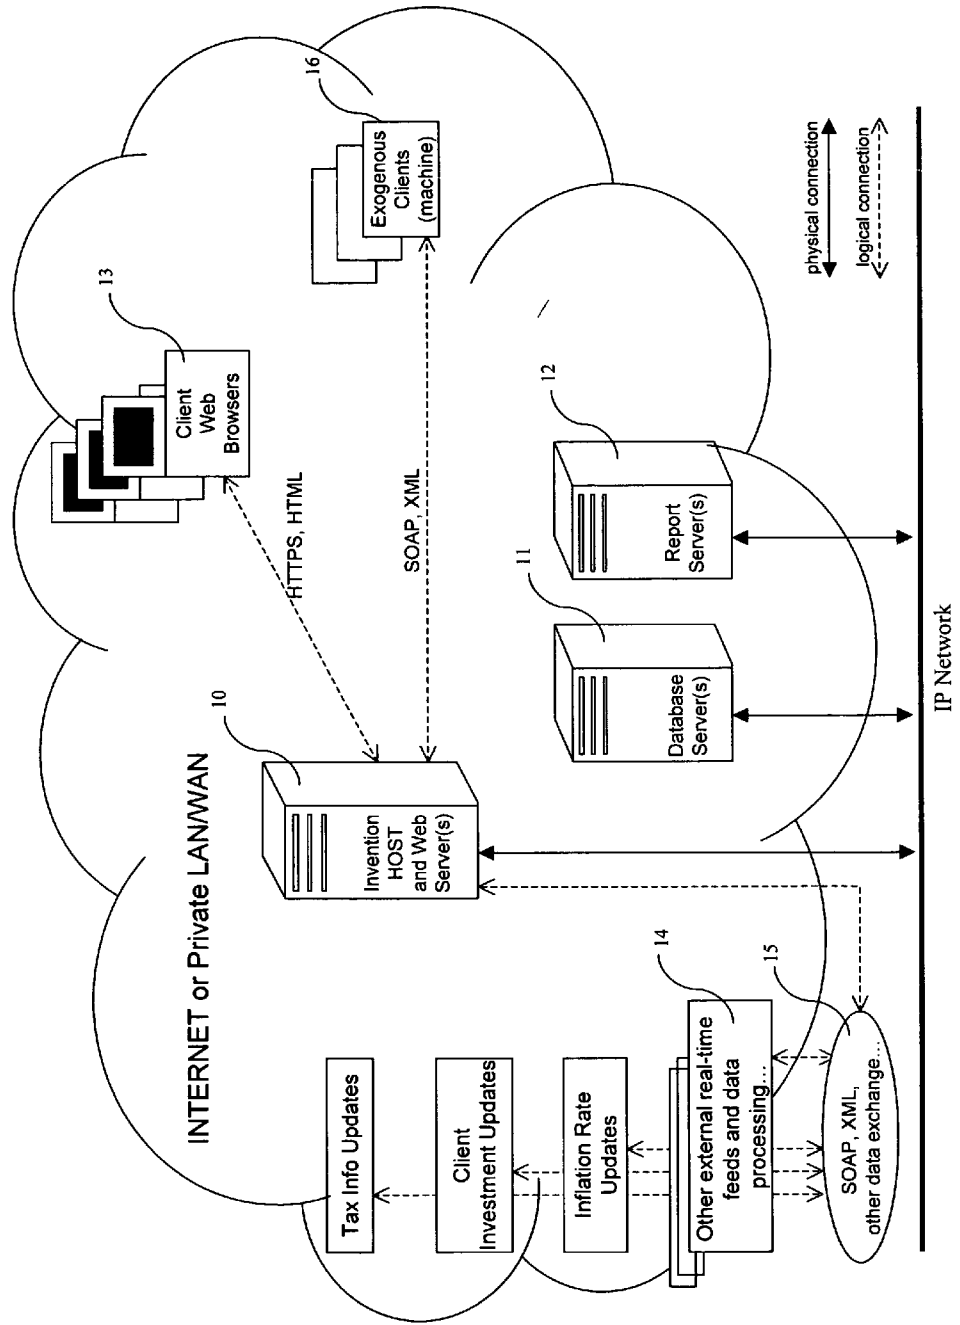 INTERNET or Private LAN/WAN
Tax Info Updates
Client
Investment Updates
Inflation Rate
Updates
Other external real-time
feeds and data
processing...
14
SOAP, XML,
other data exchange...
15
Invention
HOST
and Web
Server(s)
10
HTTPS, HTML
SOAP, XML
Client
Web
Browsers
13
Exogenous
Clients
(machine)
16
Database
Server(s)
11
Report
Server(s)
12
physical connection
logical connection
IP Network